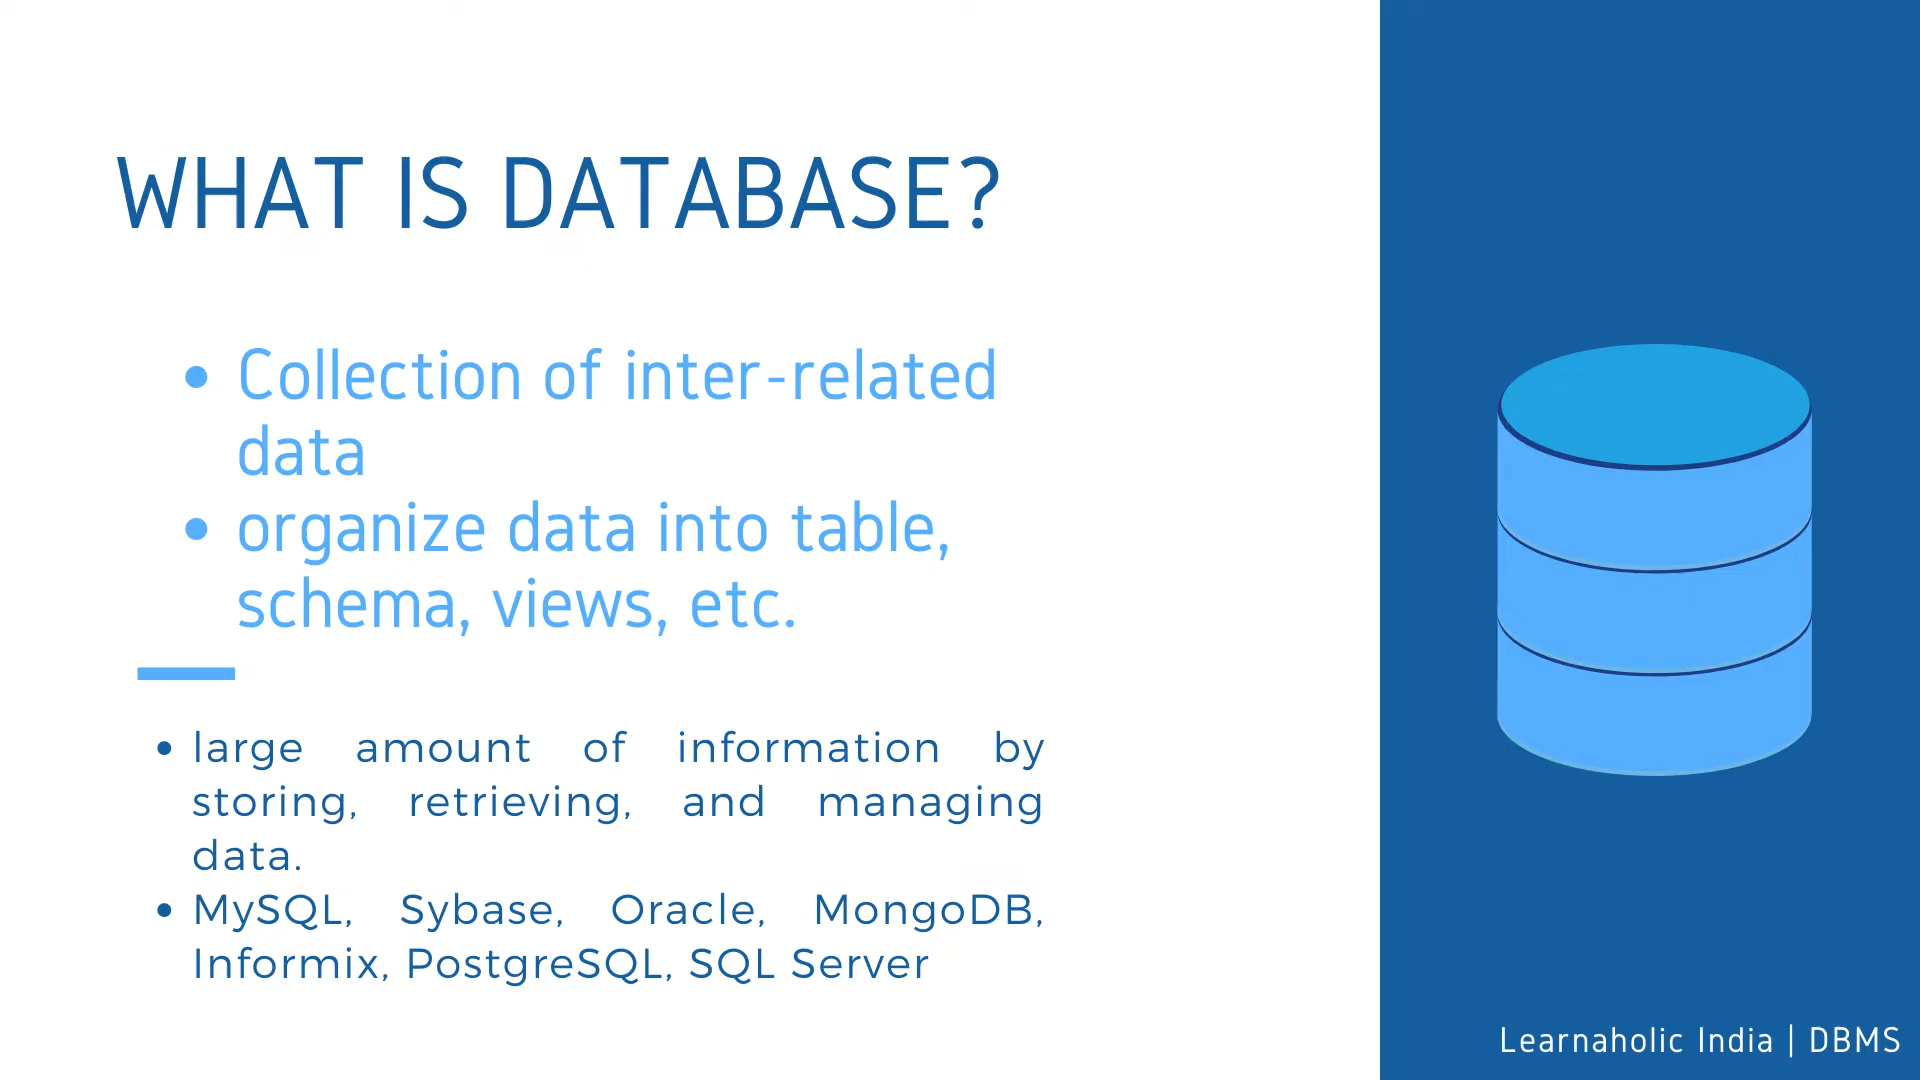 WHAT IS DATABASE?
• Collection of inter-related
data
• organize data into table,
schema, views, etc.
• large amount of information by
storing, retrieving, and managing
data.
• MySQL, Sybase, Oracle, MongoDB,
Informix, PostgreSQL, SQL Server
Learnaholic India | DBMS